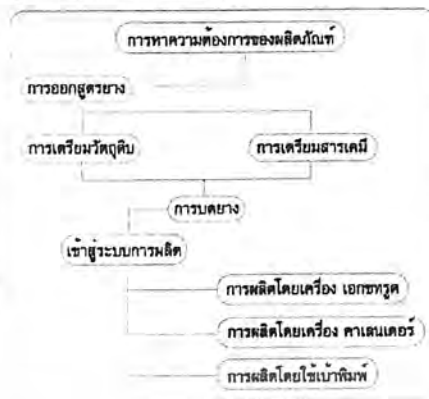 การหาความต้องการของผลิตภัณฑ์
การออกสูตรยาง
การเตรียมวัตถุดิบ
การเตรียมสารเคมี
การบดยาง
เข้าสู่ระบบการผลิต
การผลิตโดยเครื่อง เอกซทรูด
การผลิตโดยเครื่อง คาเลนเดอร์
การผลิตโดยใช้เบ้าพิมพ์